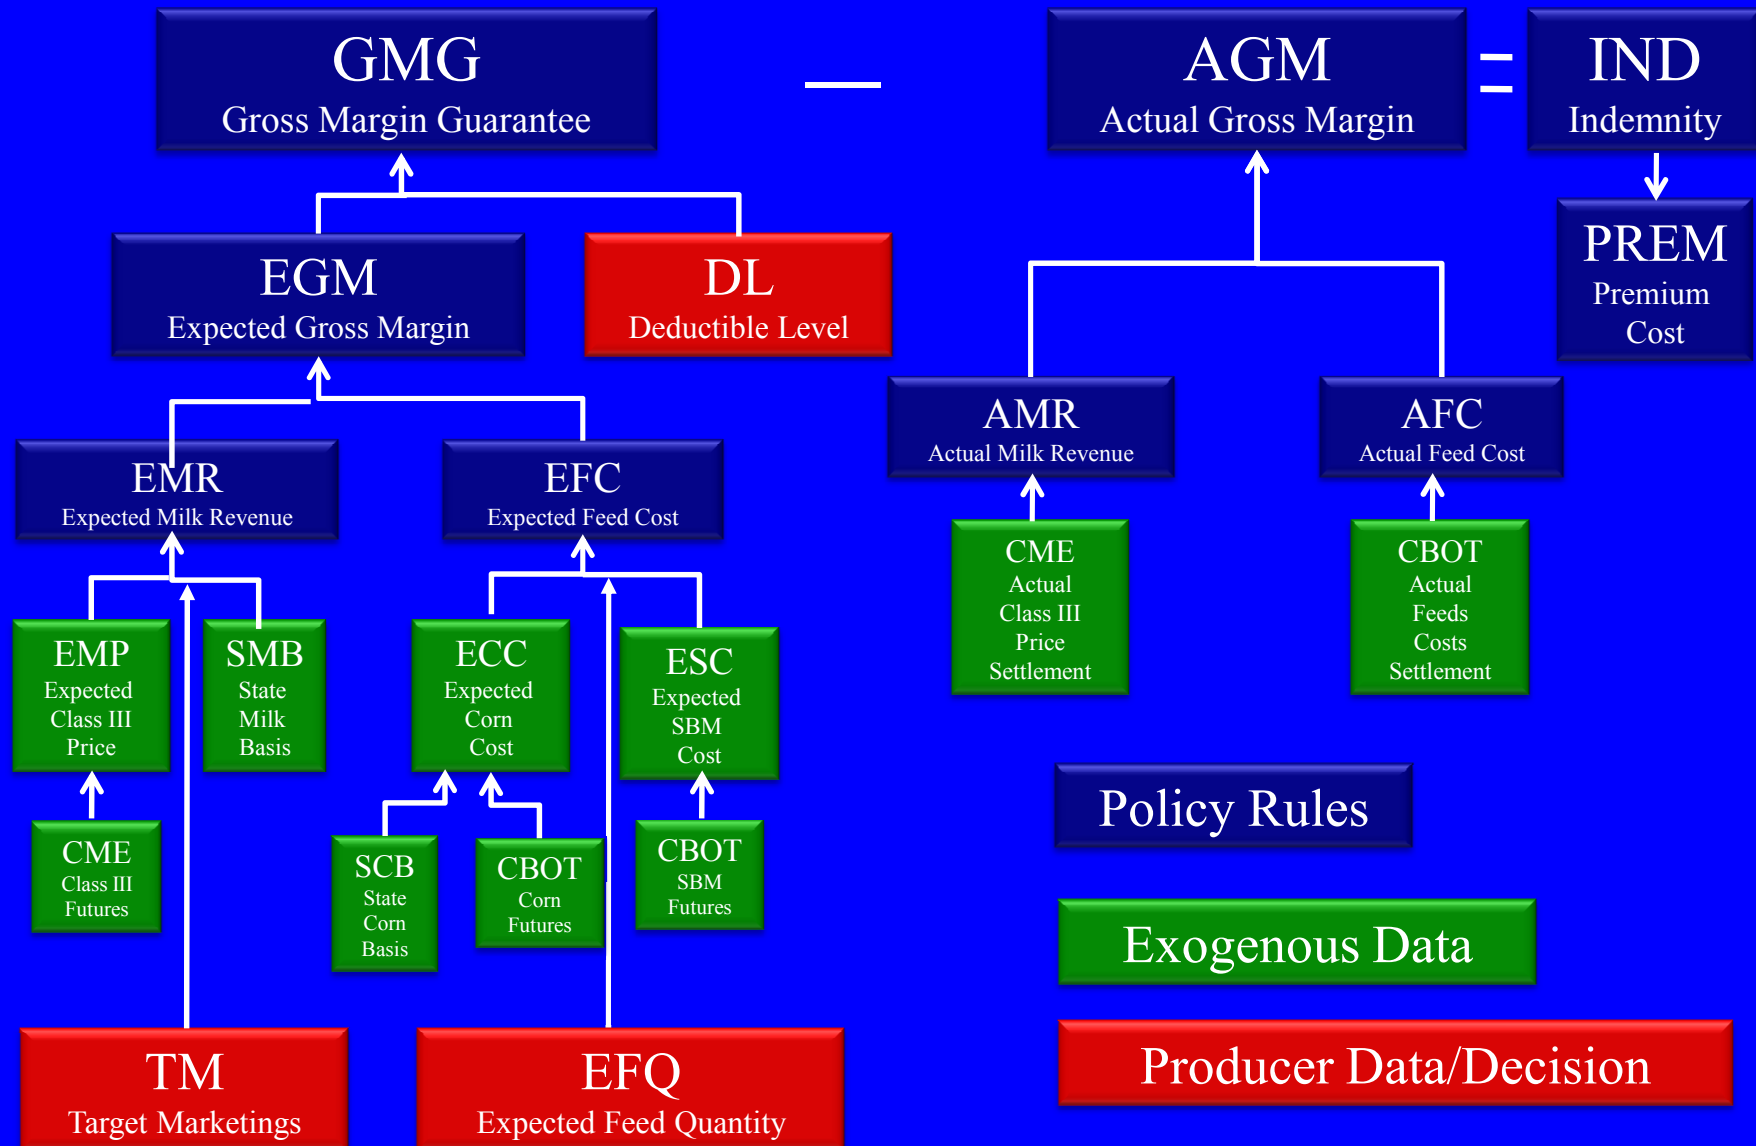 GMG
Gross Margin Guarantee
—
AGM
Actual Gross Margin
=
IND
Indemnity
PREM
Premium
Cost
EGM
Expected Gross Margin
DL
Deductible Level
EMR
Expected Milk Revenue
EFC
Expected Feed Cost
AMR
Actual Milk Revenue
AFC
Actual Feed Cost
EMP
Expected
Class III
Price
SMB
State
Milk
Basis
ECC
Expected
Corn
Cost
ESC
Expected
SBM
Cost
CME
Actual
Class III
Price
Settlement
CBOT
Actual
Feeds
Costs
Settlement
CME
Class III
Futures
SCB
State
Corn
Basis
CBOT
Corn
Futures
CBOT
SBM
Futures
TM
Target Marketings
EFQ
Expected Feed Quantity
Policy Rules
Exogenous Data
Producer Data/Decision